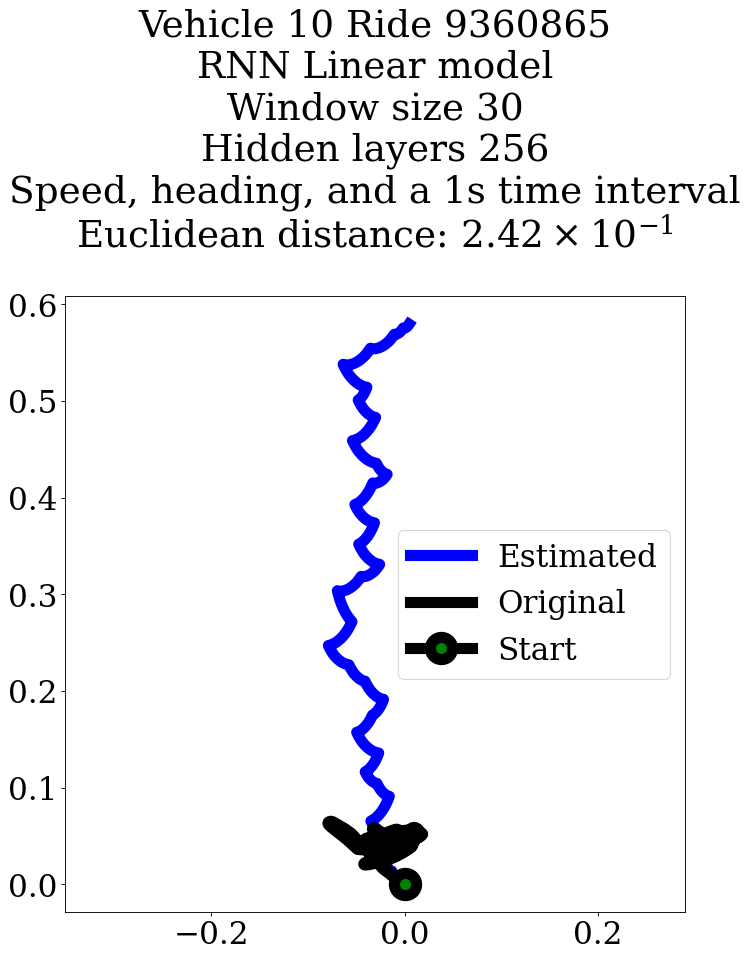 Vehicle 10 Ride 9360865
RNN Linear model
Window size 30
Hidden layers 256
Speed, heading, and a 1s time interval
Euclidean distance: 2.42 × 10⁻¹
0.6
0.5
0.4
0.3
0.2
0.1
0.0
Estimated
Original
Start
−0.2 0.0 0.2